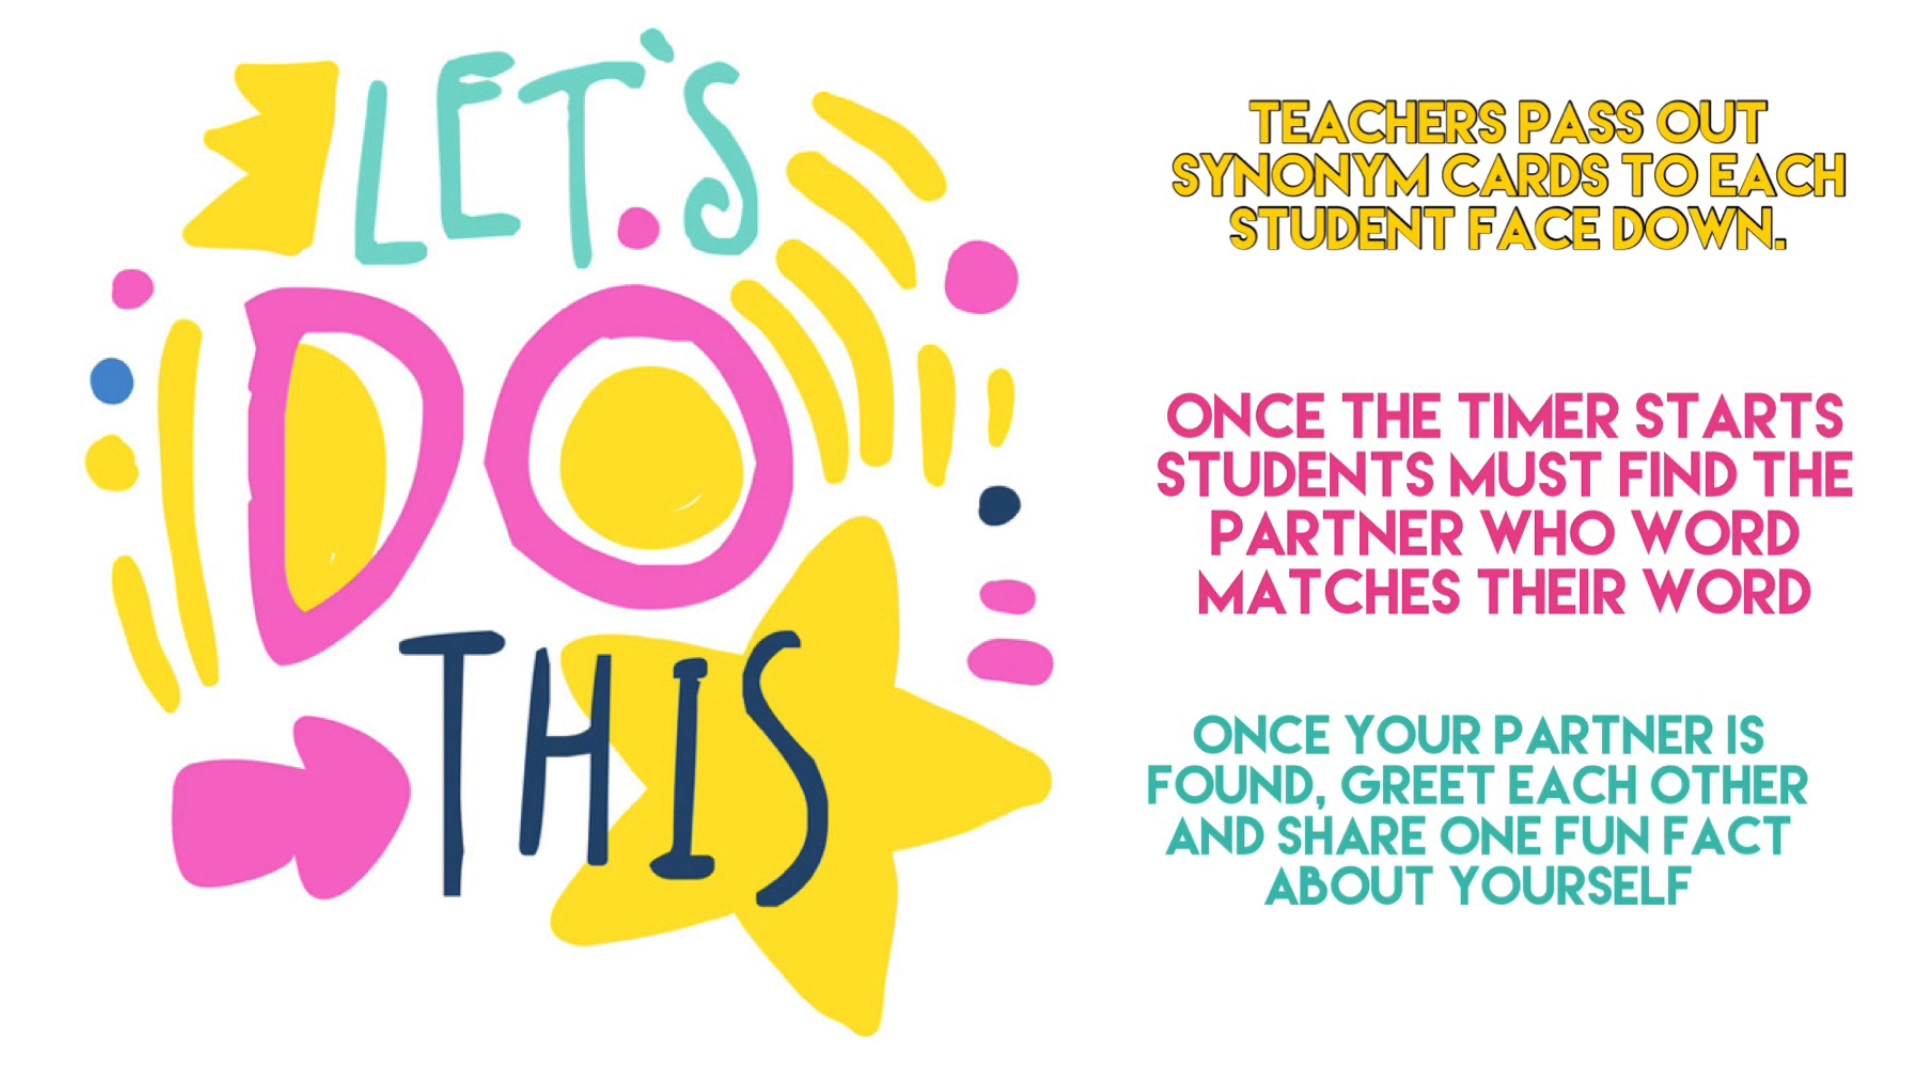 LET'S
DO
THIS
TEACHERS PASS OUT
SYNONYM CARDS TO EACH
STUDENT FACE DOWN.
ONCE THE TIMER STARTS
STUDENTS MUST FIND THE
PARTNER WHO WORD
MATCHES THEIR WORD
ONCE YOUR PARTNER IS
FOUND, GREET EACH OTHER
AND SHARE ONE FUN FACT
ABOUT YOURSELF